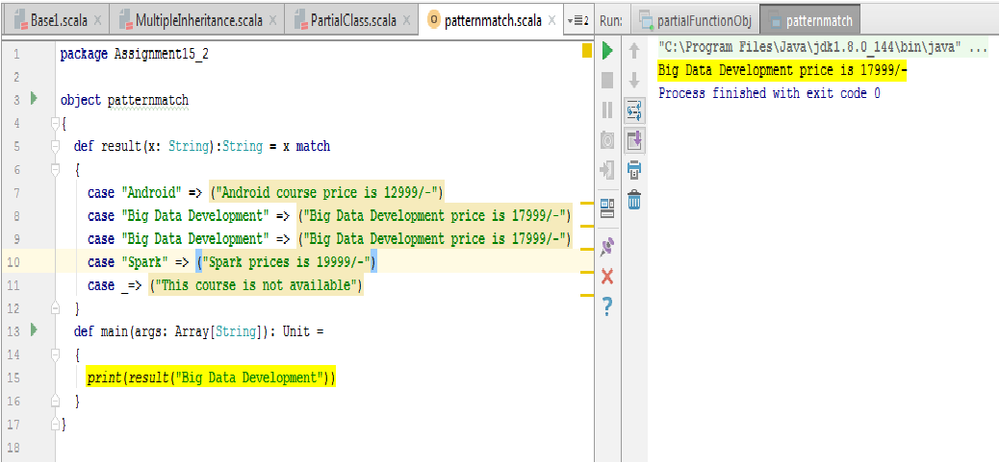 Base1.scala MultipleInheritance.scala PartialClass.scala patternmatch.scala 2 Run: partialFunctionObj patternmatch
1 package Assignment15_2
2
3 object patternmatch
4 {
5 def result(x: String):String = x match
6 {
7 case "Android" => ("Android course price is 12999/-")
8 case "Big Data Development" => ("Big Data Development price is 17999/-")
9 case "Big Data Development" => ("Big Data Development price is 17999/-")
10 case "Spark" => ("Spark prices is 19999/-")
11 case _=> ("This course is not available")
12 }
13 def main(args: Array[String]): Unit =
14 {
15 print(result("Big Data Development"))
16 }
17 }
18
"C:\Program Files\Java\jdk1.8.0_144\bin\java" ...
Big Data Development price is 17999/-
Process finished with exit code 0